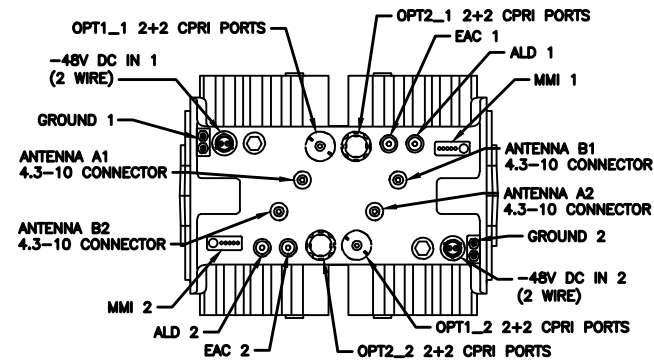 OPT1_1 2+2 CPRI PORTS
OPT2_1 2+2 CPRI PORTS
EAC 1
ALD 1
MMI 1
-48V DC IN 1
(2 WIRE)
GROUND 1
ANTENNA A1
4.3-10 CONNECTOR
ANTENNA B1
4.3-10 CONNECTOR
ANTENNA A2
4.3-10 CONNECTOR
ANTENNA B2
4.3-10 CONNECTOR
GROUND 2
-48V DC IN 2
(2 WIRE)
MMI 2
ALD 2
EAC 2
OPT1_2 2+2 CPRI PORTS
OPT2_2 2+2 CPRI PORTS